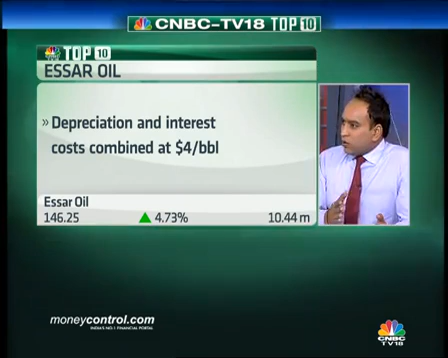 CNBC-TV18 TOP 10
TOP 10
ESSAR OIL
» Depreciation and interest
costs combined at $4/bbl
Essar Oil
146.25 ▲ 4.73% 10.44 m
moneycontrol.com
INDIA'S NO.1 FINANCIAL PORTAL
CNBC
TV18